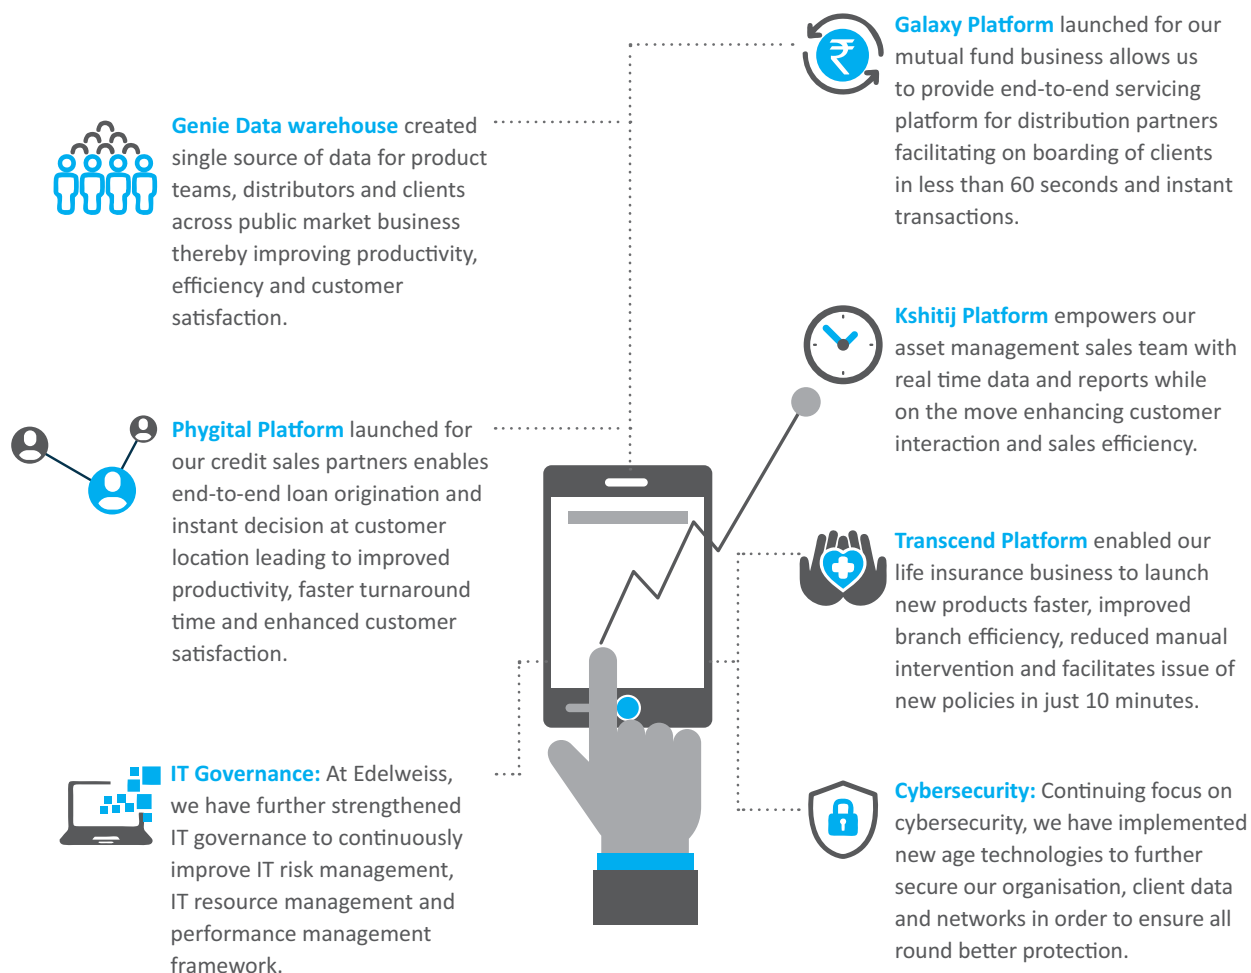 Genie Data warehouse created
single source of data for product
teams, distributors and clients
across public market business
thereby improving productivity,
efficiency and customer
satisfaction.
Phygital Platform launched for
our credit sales partners enables
end-to-end loan origination and
instant decision at customer
location leading to improved
productivity, faster turnaround
time and enhanced customer
satisfaction.
IT Governance: At Edelweiss,
we have further strengthened
IT governance to continuously
improve IT risk management,
IT resource management and
performance management
framework.
Galaxy Platform launched for our
mutual fund business allows us
to provide end-to-end servicing
platform for distribution partners
facilitating on boarding of clients
in less than 60 seconds and instant
transactions.
₹
Kshitij Platform empowers our
asset management sales team with
real time data and reports while
on the move enhancing customer
interaction and sales efficiency.
Transcend Platform enabled our
life insurance business to launch
new products faster, improved
branch efficiency, reduced manual
intervention and facilitates issue of
new policies in just 10 minutes.
Cybersecurity: Continuing focus on
cybersecurity, we have implemented
new age technologies to further
secure our organisation, client data
and networks in order to ensure all
round better protection.